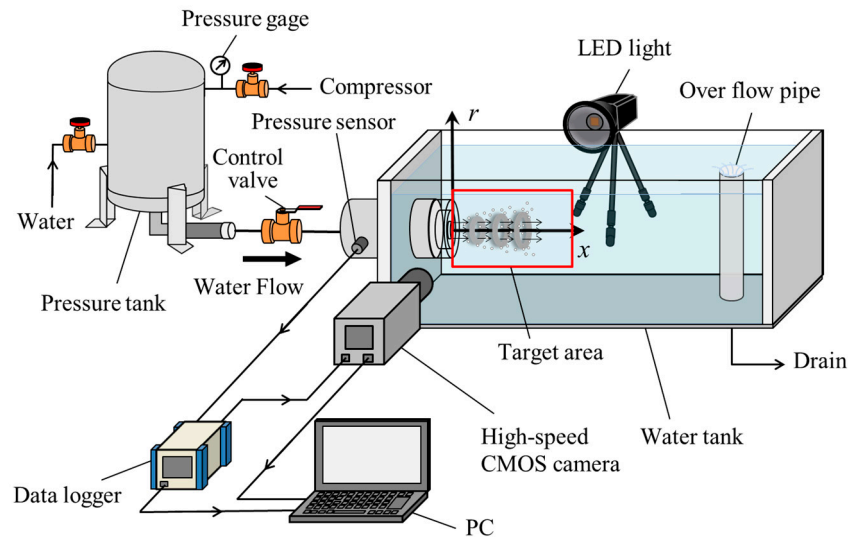 Pressure gage
Compressor
Pressure sensor
Control
valve
Water
Water Flow
Pressure tank
LED light
Over flow pipe
r
x
Target area
Drain
Water tank
High-speed
CMOS camera
Data logger
PC